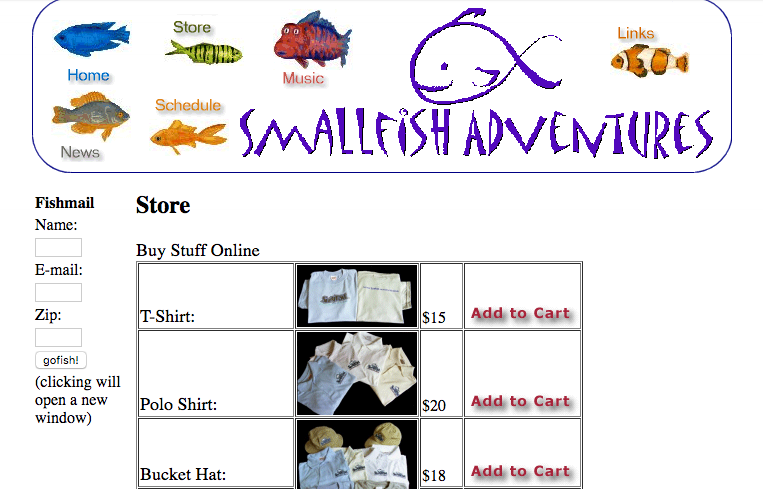 Store
Links
Home
Music
Schedule
News
SMALLFISH ADVENTURES
Fishmail
Name:
E-mail:
Zip:
gofish!
(clicking will
open a new
window)
Store
Buy Stuff Online
T-Shirt:
$15
Add to Cart
Polo Shirt:
$20
Add to Cart
Bucket Hat:
$18
Add to Cart